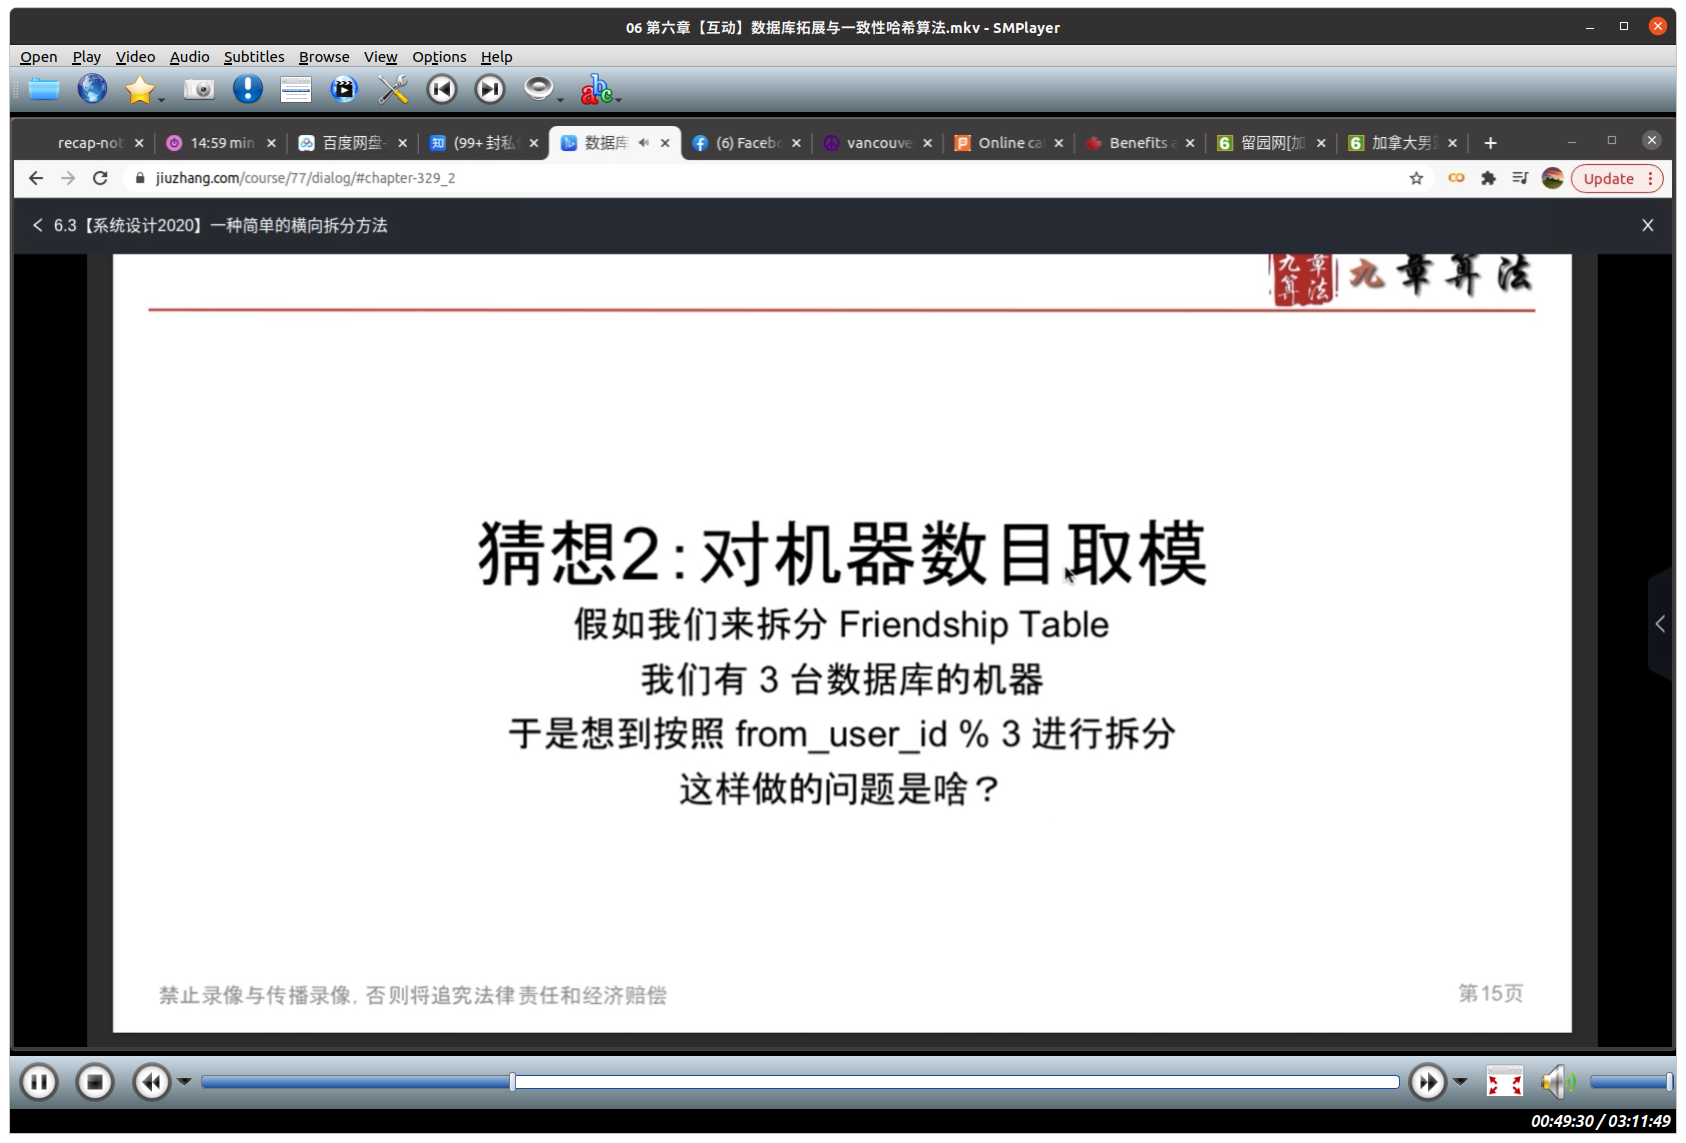 06 第六章【互动】数据库拓展与一致性哈希算法.mkv - SMPlayer
Open Play Video Audio Subtitles Browse View Options Help
abc
recap-not 14:59 min 百度网盘- (99+ 封私 数据库 (6) Facebo vancouve Online ca Benefits a 留园网[加 加拿大男
jiuzhang.com/course/77/dialog/#chapter-329_2 Update
6.3【系统设计2020】一种简单的横向拆分方法
九章算法 九章算法
猜想2:对机器数目取模
假如我们来拆分 Friendship Table
我们有 3 台数据库的机器
于是想到按照 from_user_id % 3 进行拆分
这样做的问题是啥？
禁止录像与传播录像, 否则将追究法律责任和经济赔偿
第15页
00:49:30 / 03:11:49